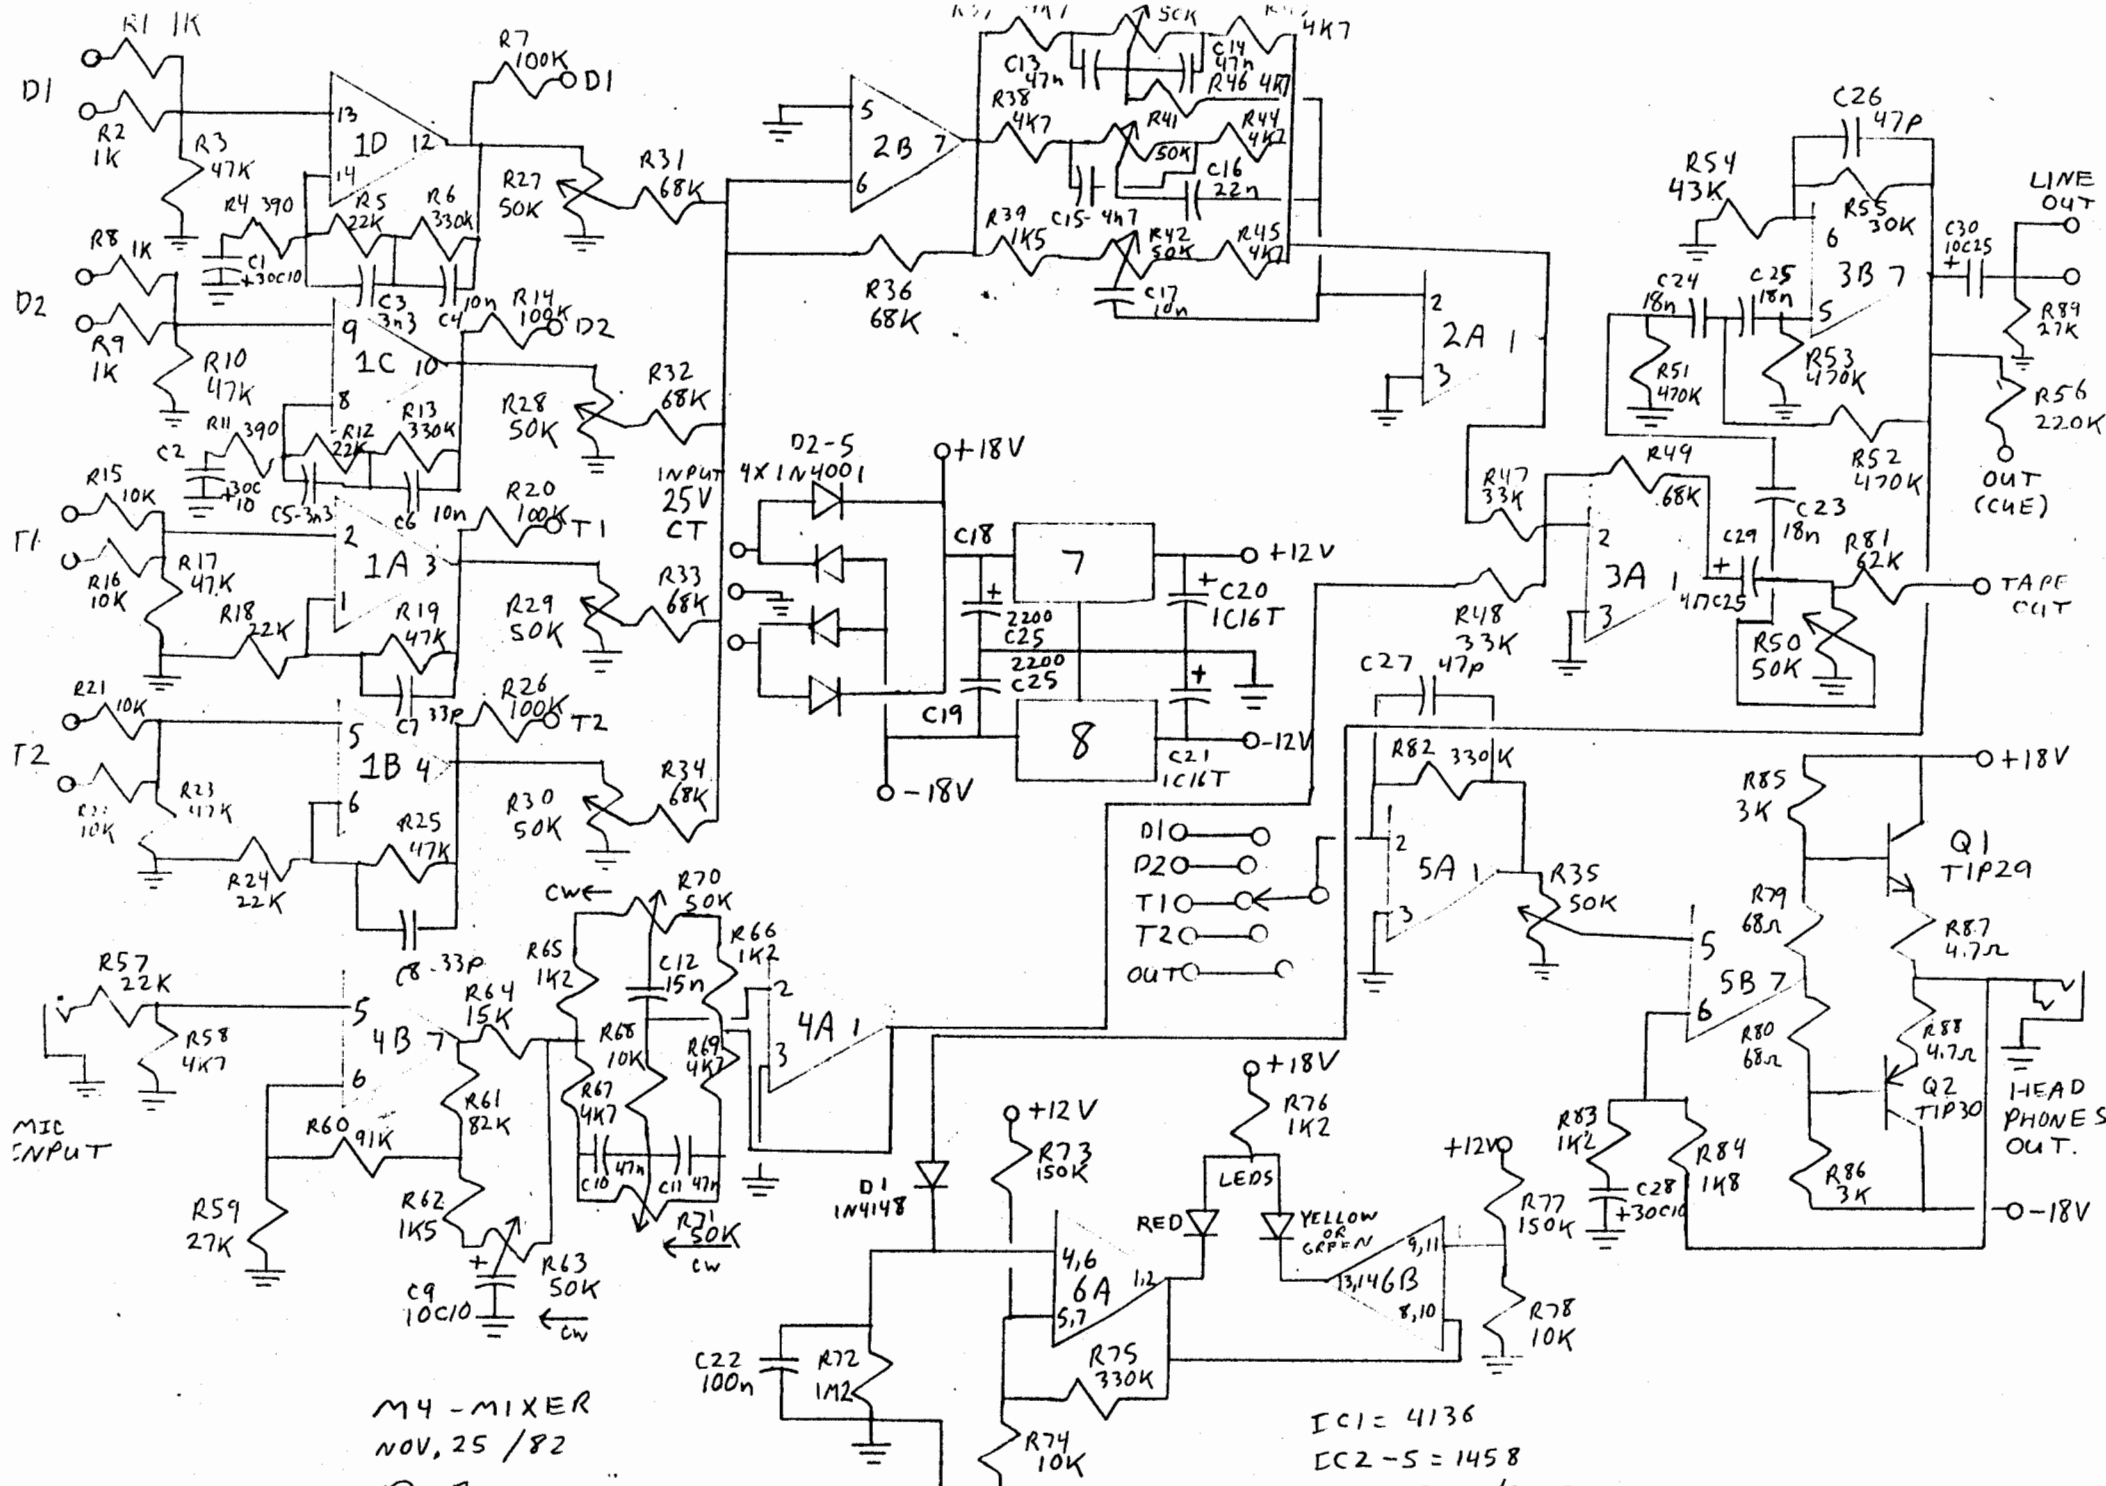 R1 1K
D1
R2
1K
R3
47K
13
1D 12
14
R7
100K
D1
R4 390
R5
22K
R6
330K
C1
+30C10
C3
3n3
10n
C4
R27
50K
R31
68K
R8
1K
D2
R9
1K
R10
47K
9
1C 10
8
R14
100K
D2
R11 390
R12
22K
R13
330K
C2
+30C
10
C5-3n3
C6
10n
R28
50K
R32
68K
R15
10K
T1
R16
10K
R17
47K
2
1A 3
1
R20
100K
T1
R18
22K
R19
47K
C7
33p
R29
50K
R33
68K
R21
10K
T2
10K
R23
47K
5
1B 4
6
R26
100K
T2
R24
22K
R25
47K
C8 .33p
R30
50K
R34
68K
4K7
50K
4K7
C13
47n
C14
47n
R46 4K7
5
2B 7
6
R38
4K7
R41
50K
R44
4K7
C15-4n7
C16
22n
R39
1K5
R42
50K
R45
4K7
C17
10n
R36
68K
2
2A 1
3
INPUT
25V
CT
D2-5
4X1N4001
+18V
C18
2200
C25
2200
C25
C19
7
8
C20
1C16T
C21
1C16T
+12V
-12V
-18V
R47
33K
R48
33K
R49
68K
2
3A 1
3
C29
4n7C25
C23
18n
R81
62K
R50
50K
TAPE
OUT
C24
18n
C25
18n
R51
470K
R53
470K
R52
470K
R54
43K
C26
47p
R55
30K
6
3B 7
5
C30
10C25
LINE
OUT
R89
27K
R56
220K
OUT
(CUE)
D1
D2
T1
T2
OUT
C27 47p
R82 330K
2
5A 1
3
R35
50K
5
5B 7
6
R85
3K
R79
68Ω
R80
68Ω
R86
3K
+18V
Q1
TIP29
R87
4.7Ω
R88
4.7Ω
Q2
TIP30
-18V
R83
1K2
C28
+30C10
R84
1K8
HEAD
PHONES
OUT.
R57
22K
MIC
INPUT
R58
4K7
5
4B 7
6
R60 91K
R59
27K
R64
15K
R61
82K
R62
1K5
R63
50K
C9
10C10
CW
CW
R70
50K
R65
1K2
R66
1K2
C12
15n
R67
4K7
R68
10K
R69
4K7
C10
47n
C11
47n
R71
50K
CW
2
4A 1
3
D1
1N4148
+12V
R73
150K
4,6
6A 1,2
5,7
C22
100n
R72
1M2
R75
330K
R74
10K
+18V
R76
1K2
LEDS
RED
YELLOW
OR
GREEN
9,11
13,14 6B
8,10
+12V
R77
150K
R78
10K
M4 -MIXER
NOV. 25 /82
IC1 = 4136
IC2-5 = 1458